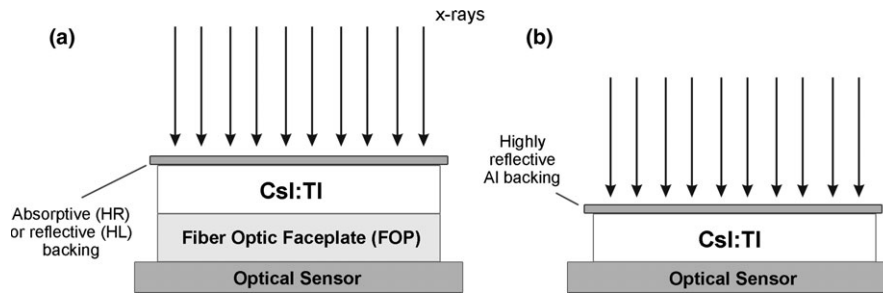 (a)
x-rays
CsI:Tl
Absorptive (HR)
or reflective (HL)
backing
Fiber Optic Faceplate (FOP)
Optical Sensor
(b)
Highly
reflective
Al backing
CsI:Tl
Optical Sensor